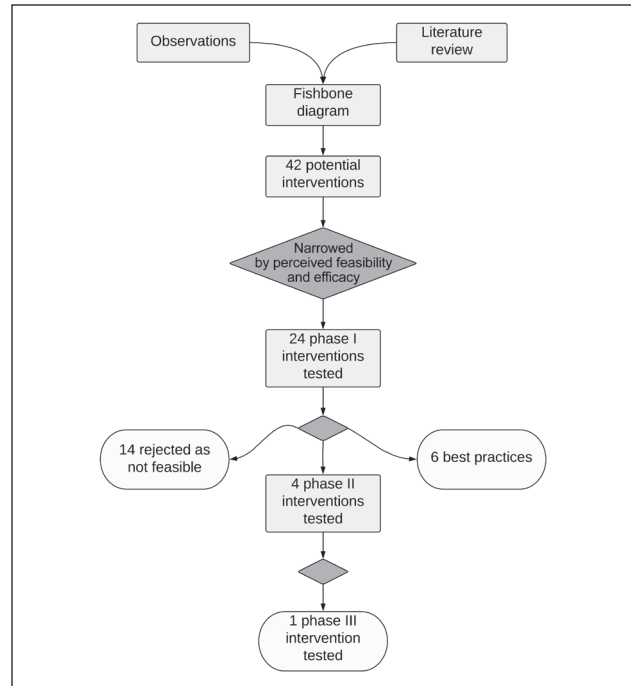 Observations
Literature
review
Fishbone
diagram
42 potential
interventions
Narrowed
by perceived feasibility
and efficacy
24 phase I
interventions
tested
14 rejected as
not feasible
6 best practices
4 phase II
interventions
tested
1 phase III
intervention
tested